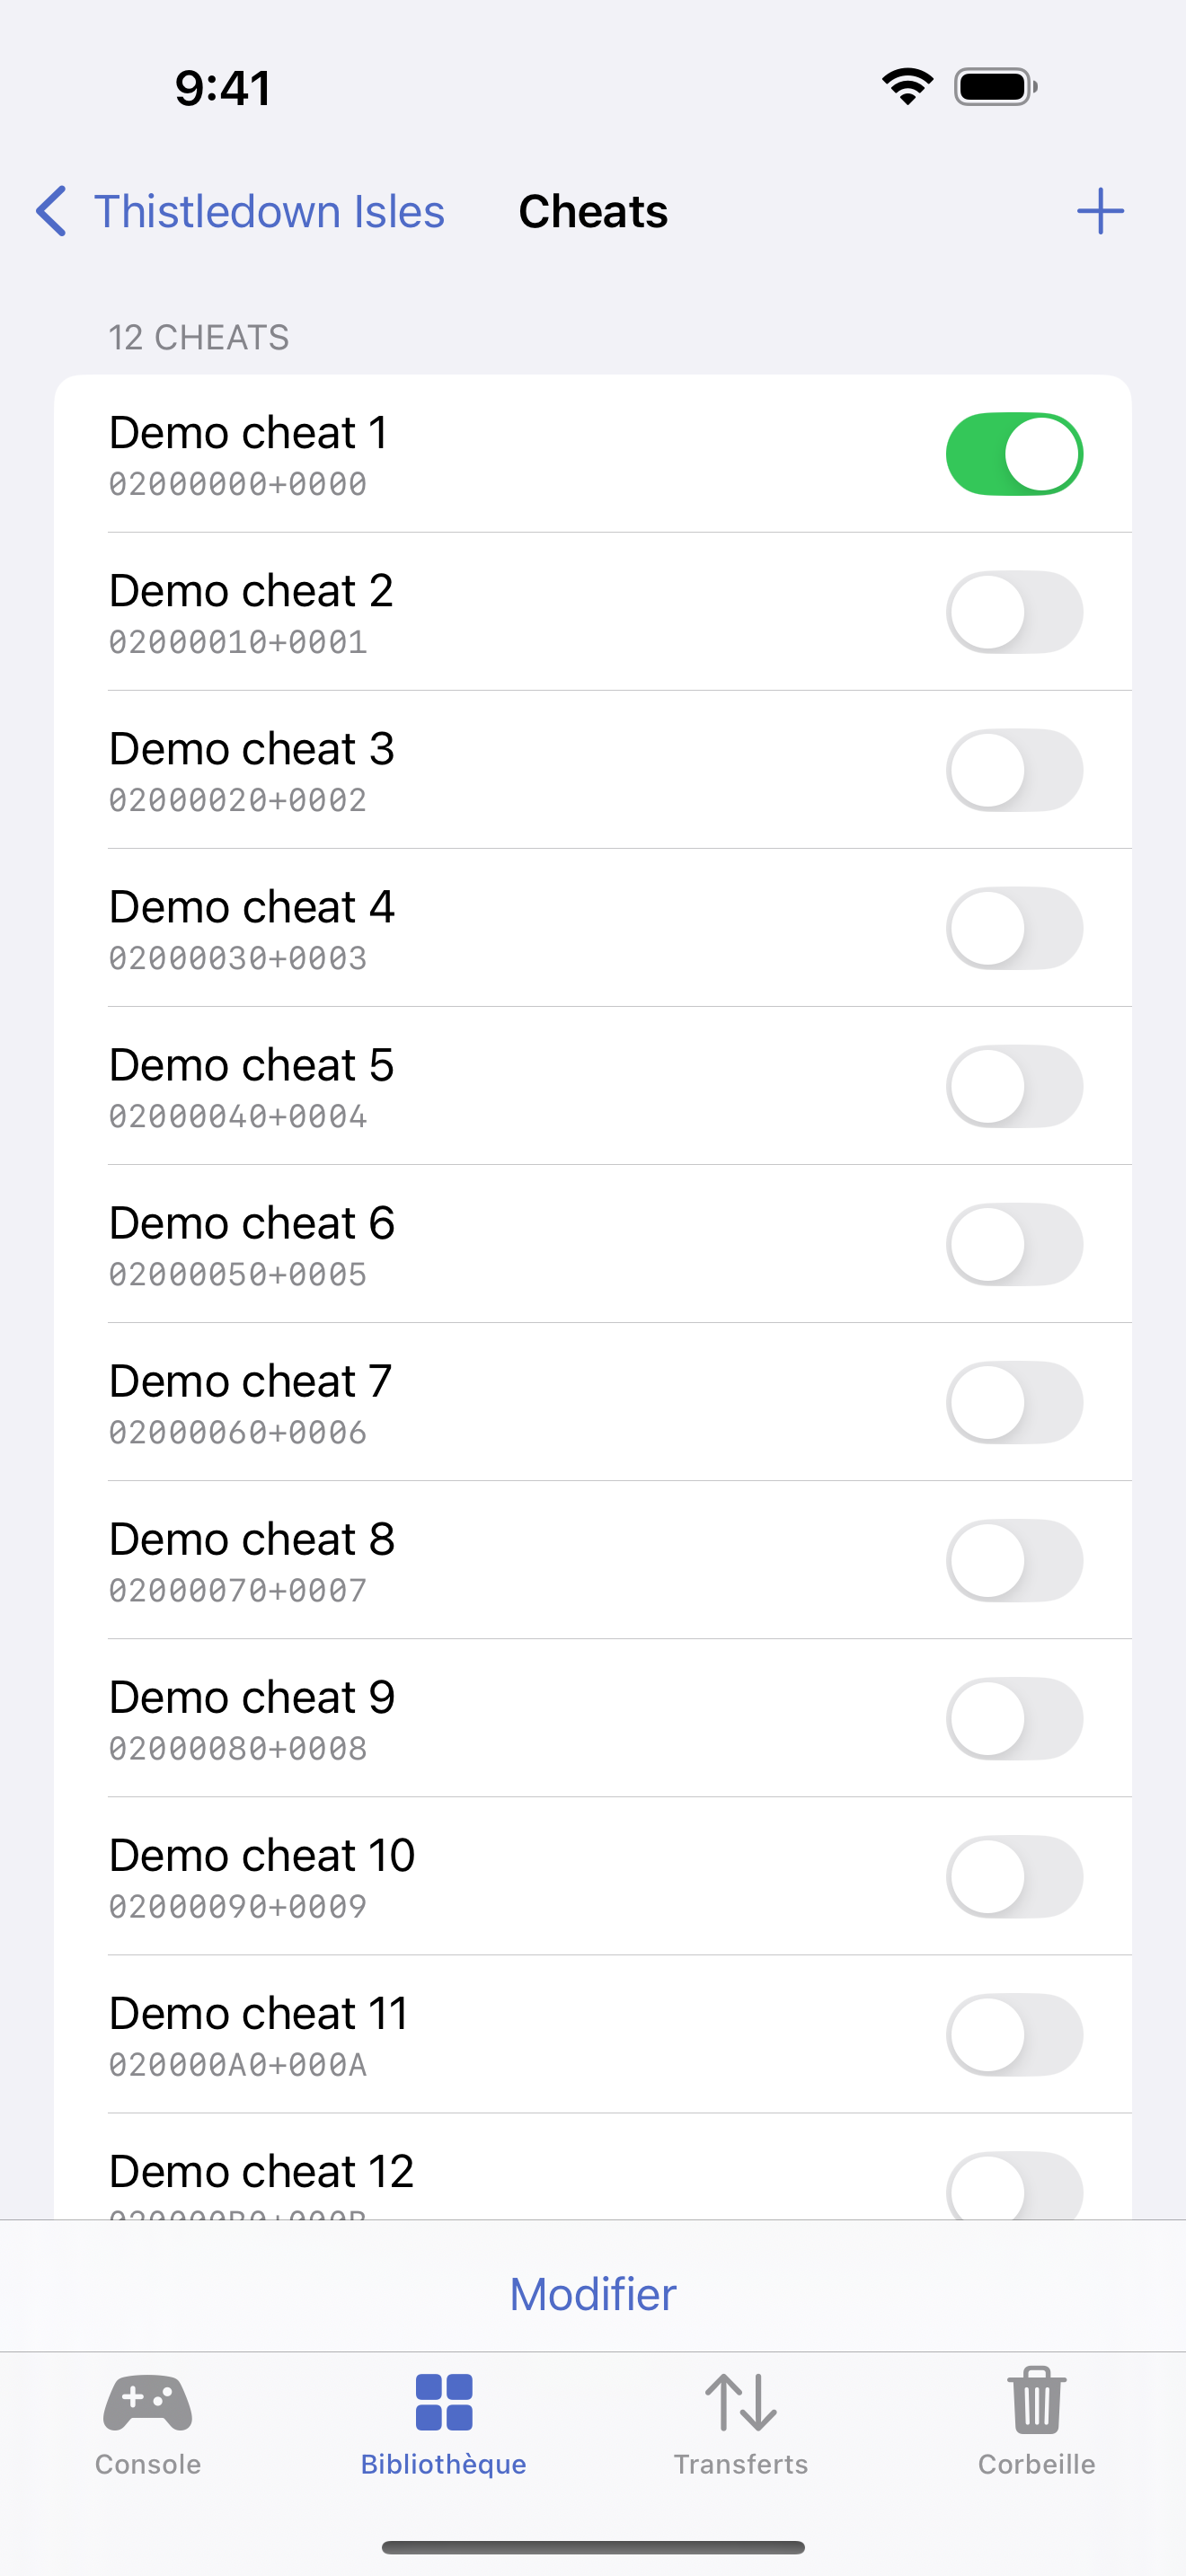 9:41
Thistledown Isles
Cheats
12 CHEATS
Demo cheat 1
02000000+0000
Demo cheat 2
02000010+0001
Demo cheat 3
02000020+0002
Demo cheat 4
02000030+0003
Demo cheat 5
02000040+0004
Demo cheat 6
02000050+0005
Demo cheat 7
02000060+0006
Demo cheat 8
02000070+0007
Demo cheat 9
02000080+0008
Demo cheat 10
02000090+0009
Demo cheat 11
020000A0+000A
Demo cheat 12
Modifier
Console
Bibliothèque
Transferts
Corbeille